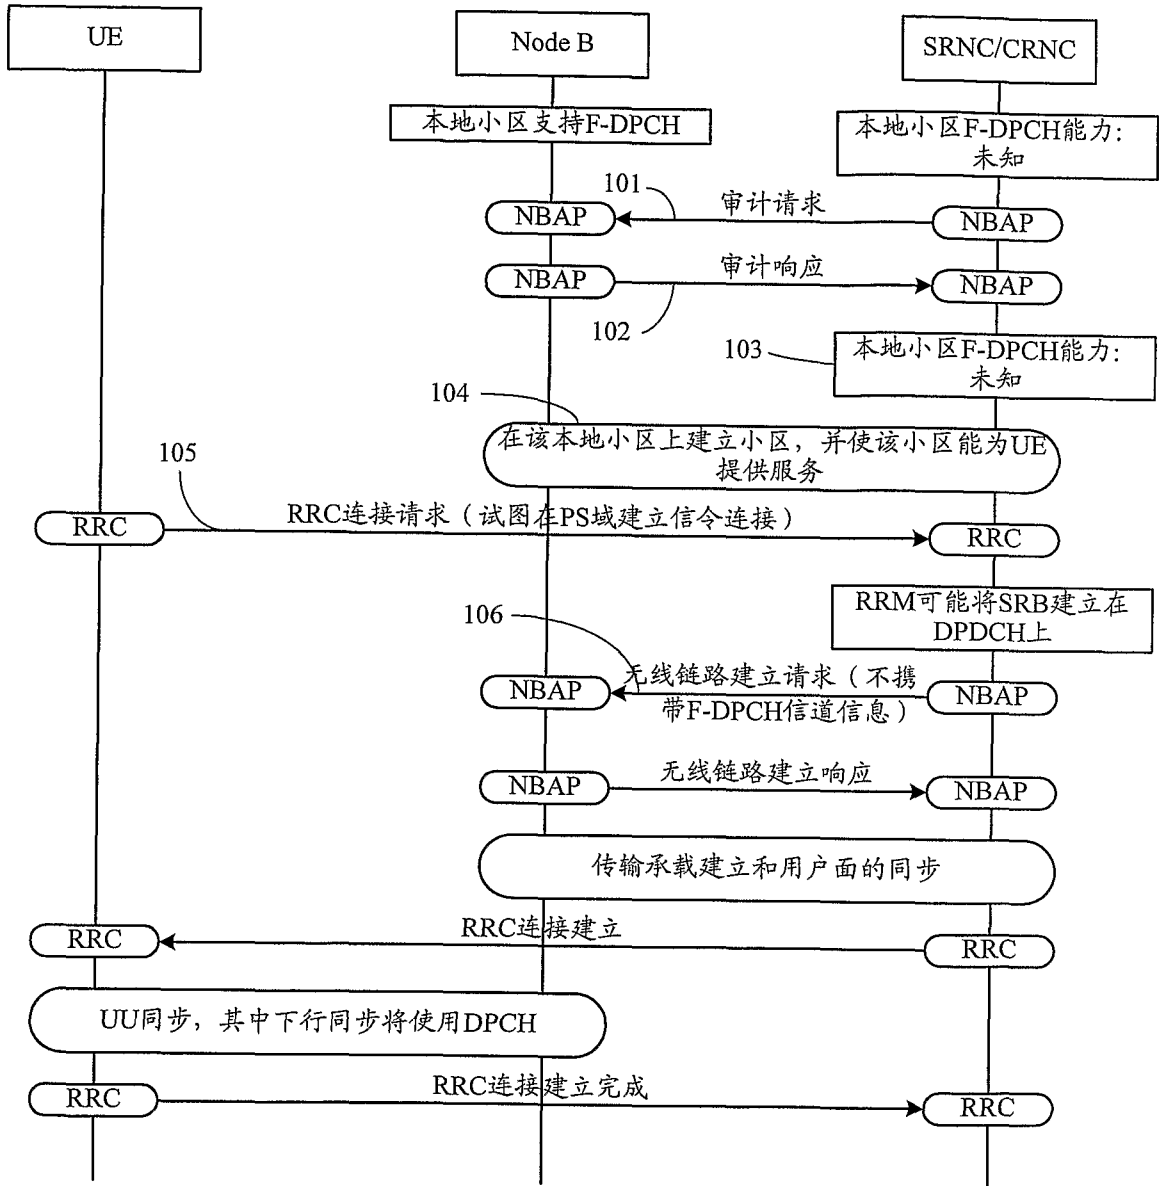 UE
Node B
SRNC/CRNC
本地小区支持F-DPCH
本地小区F-DPCH能力：
未知
101
审计请求
NBAP
NBAP
审计响应
NBAP
NBAP
102
103
本地小区F-DPCH能力：
未知
104
在该本地小区上建立小区，并使该小区能为UE
提供服务
105
RRC连接请求（试图在PS域建立信令连接）
RRC
RRC
RRM可能将SRB建立在
DPDCH上
106
无线链路建立请求（不携
带F-DPCH信道信息）
NBAP
NBAP
无线链路建立响应
NBAP
NBAP
传输承载建立和用户面的同步
RRC连接建立
RRC
RRC
UU同步，其中下行同步将使用DPCH
RRC连接建立完成
RRC
RRC